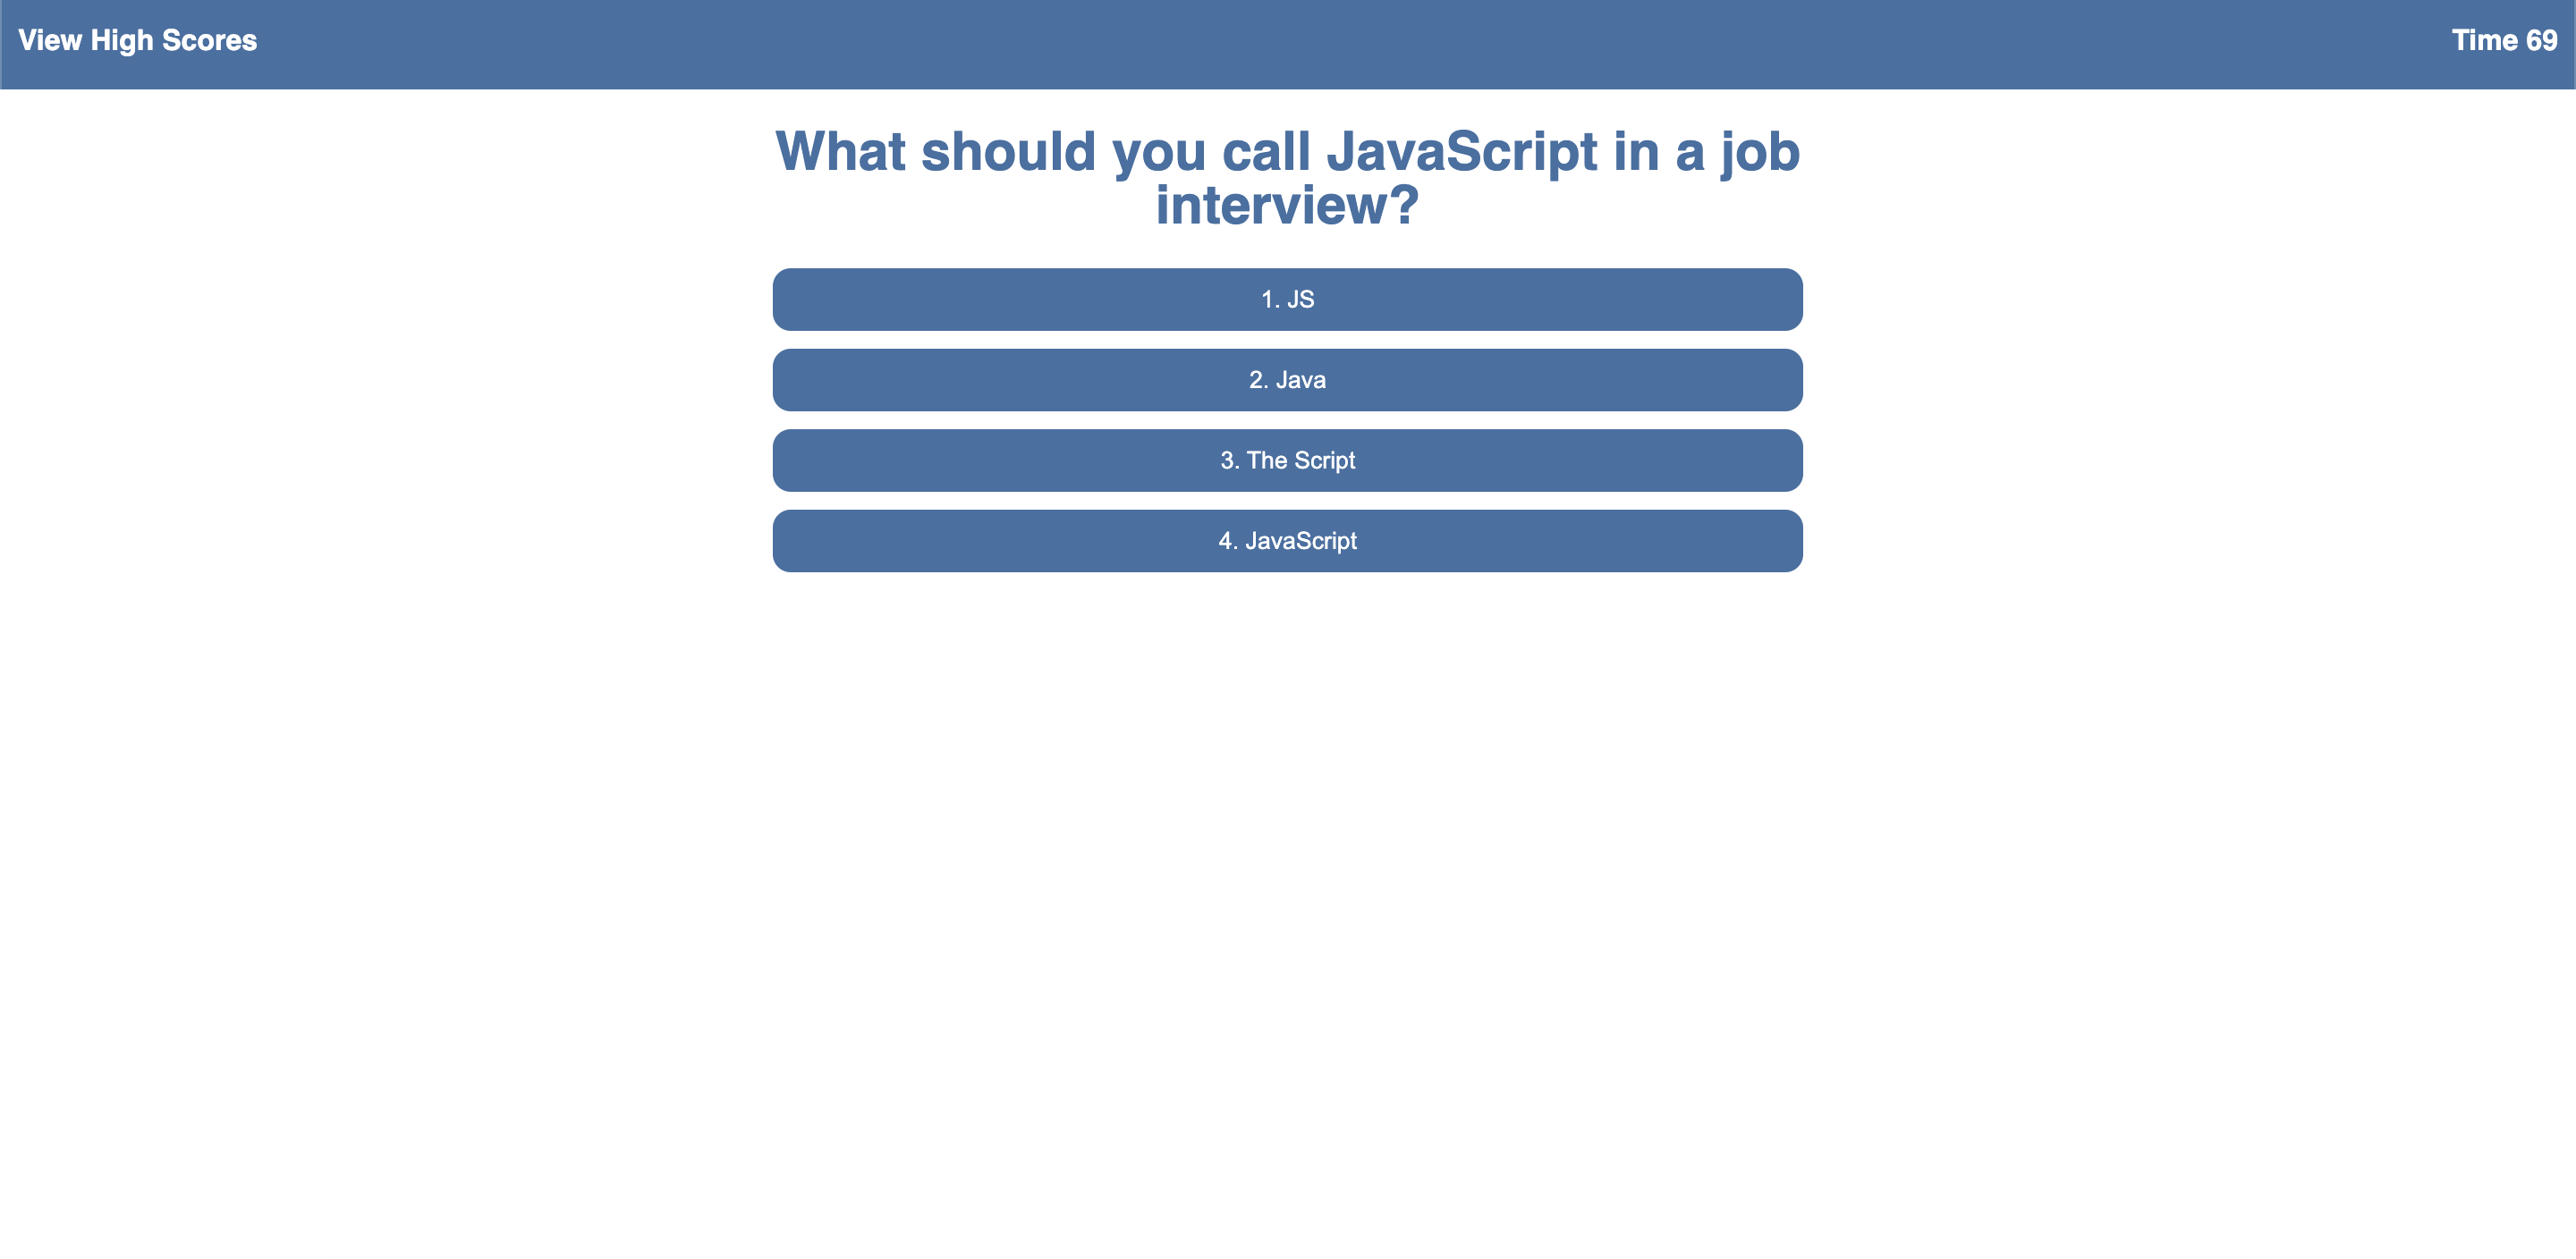 View High Scores
Time 69
What should you call JavaScript in a job
interview?
1. JS
2. Java
3. The Script
4. JavaScript